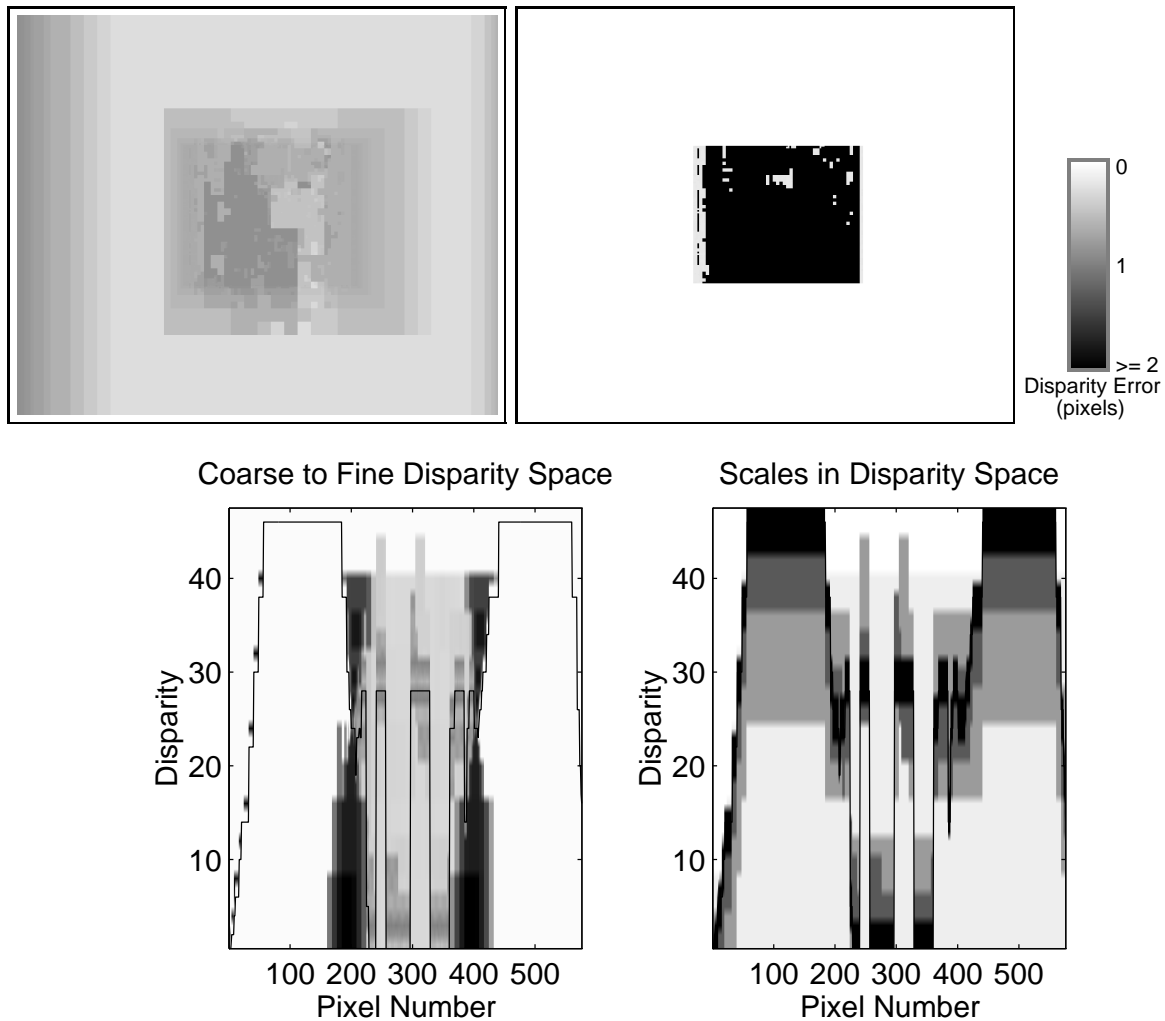 0
1
>= 2
Disparity Error
(pixels)
Coarse to Fine Disparity Space
Scales in Disparity Space
Disparity
40
30
20
10
100 200 300 400 500
Pixel Number
Disparity
40
30
20
10
100 200 300 400 500
Pixel Number